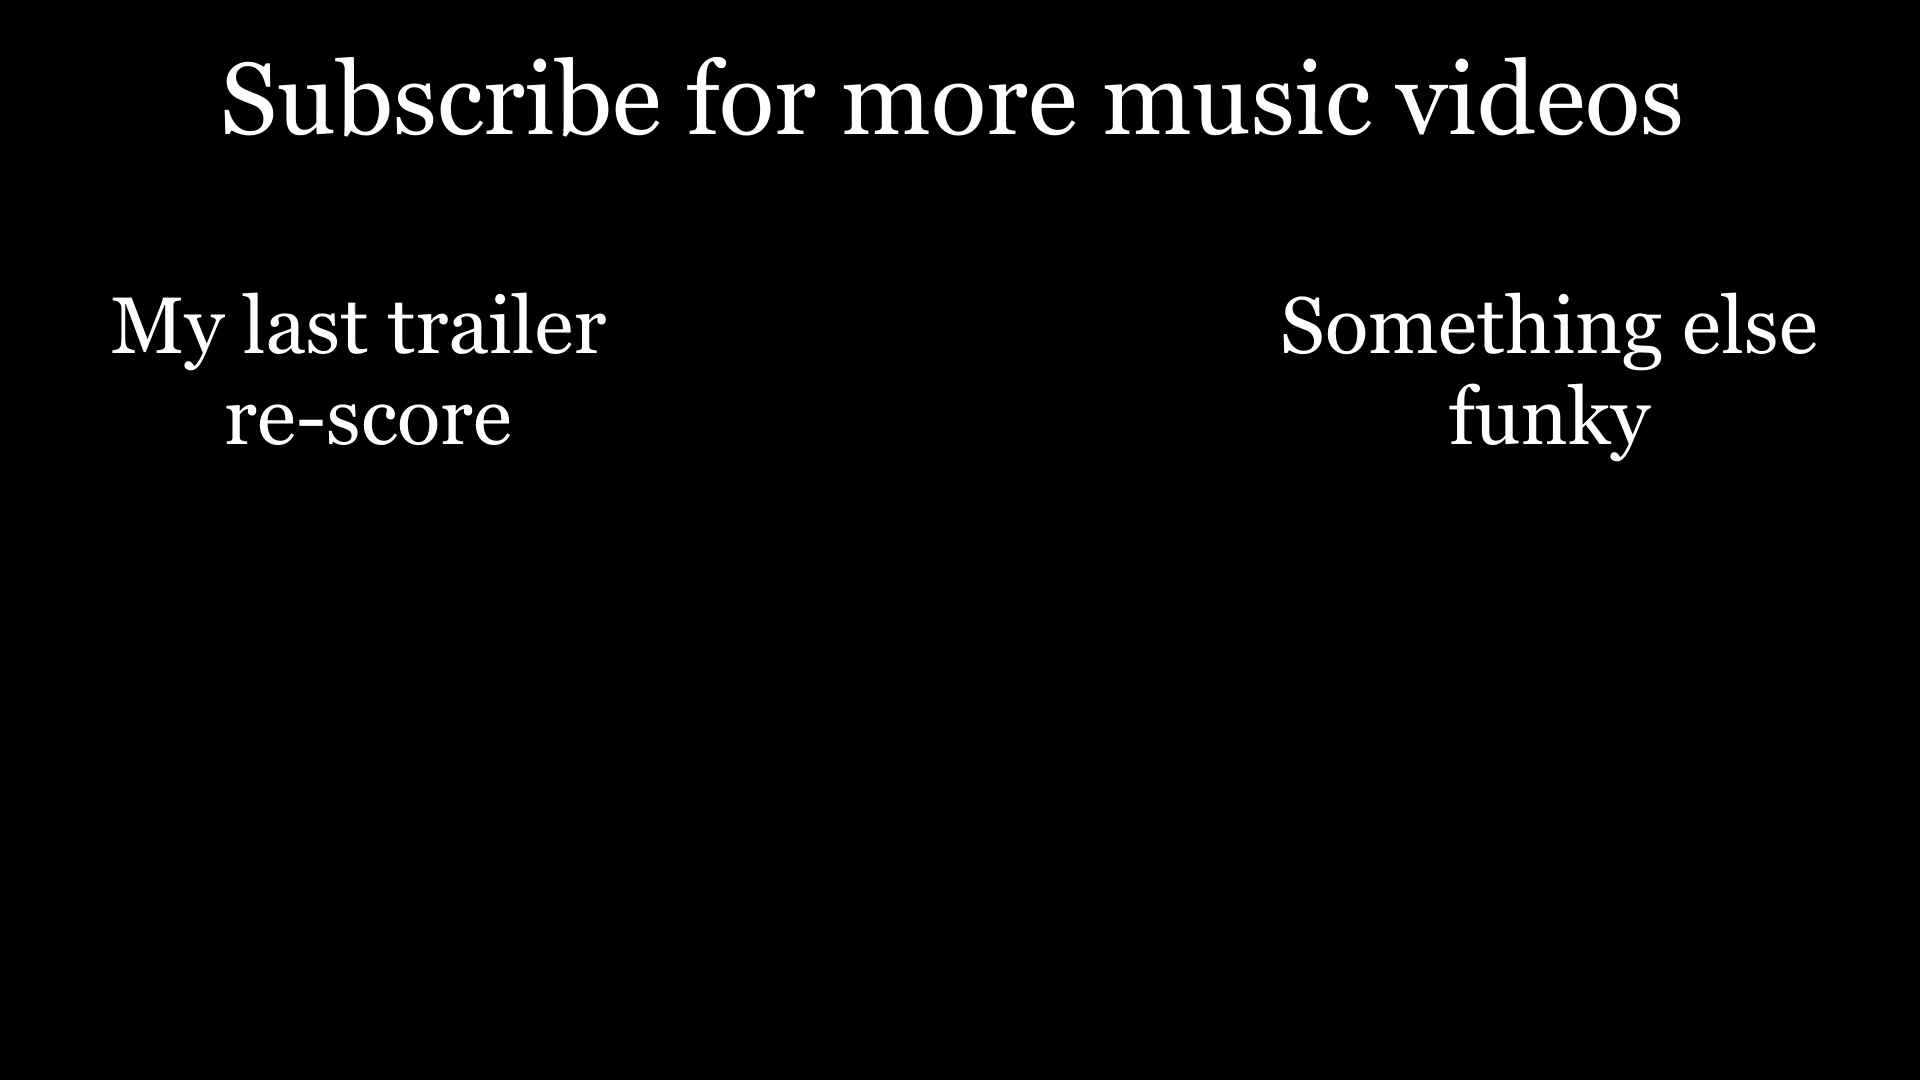 Subscribe for more music videos
My last trailer
re-score
Something else
funky